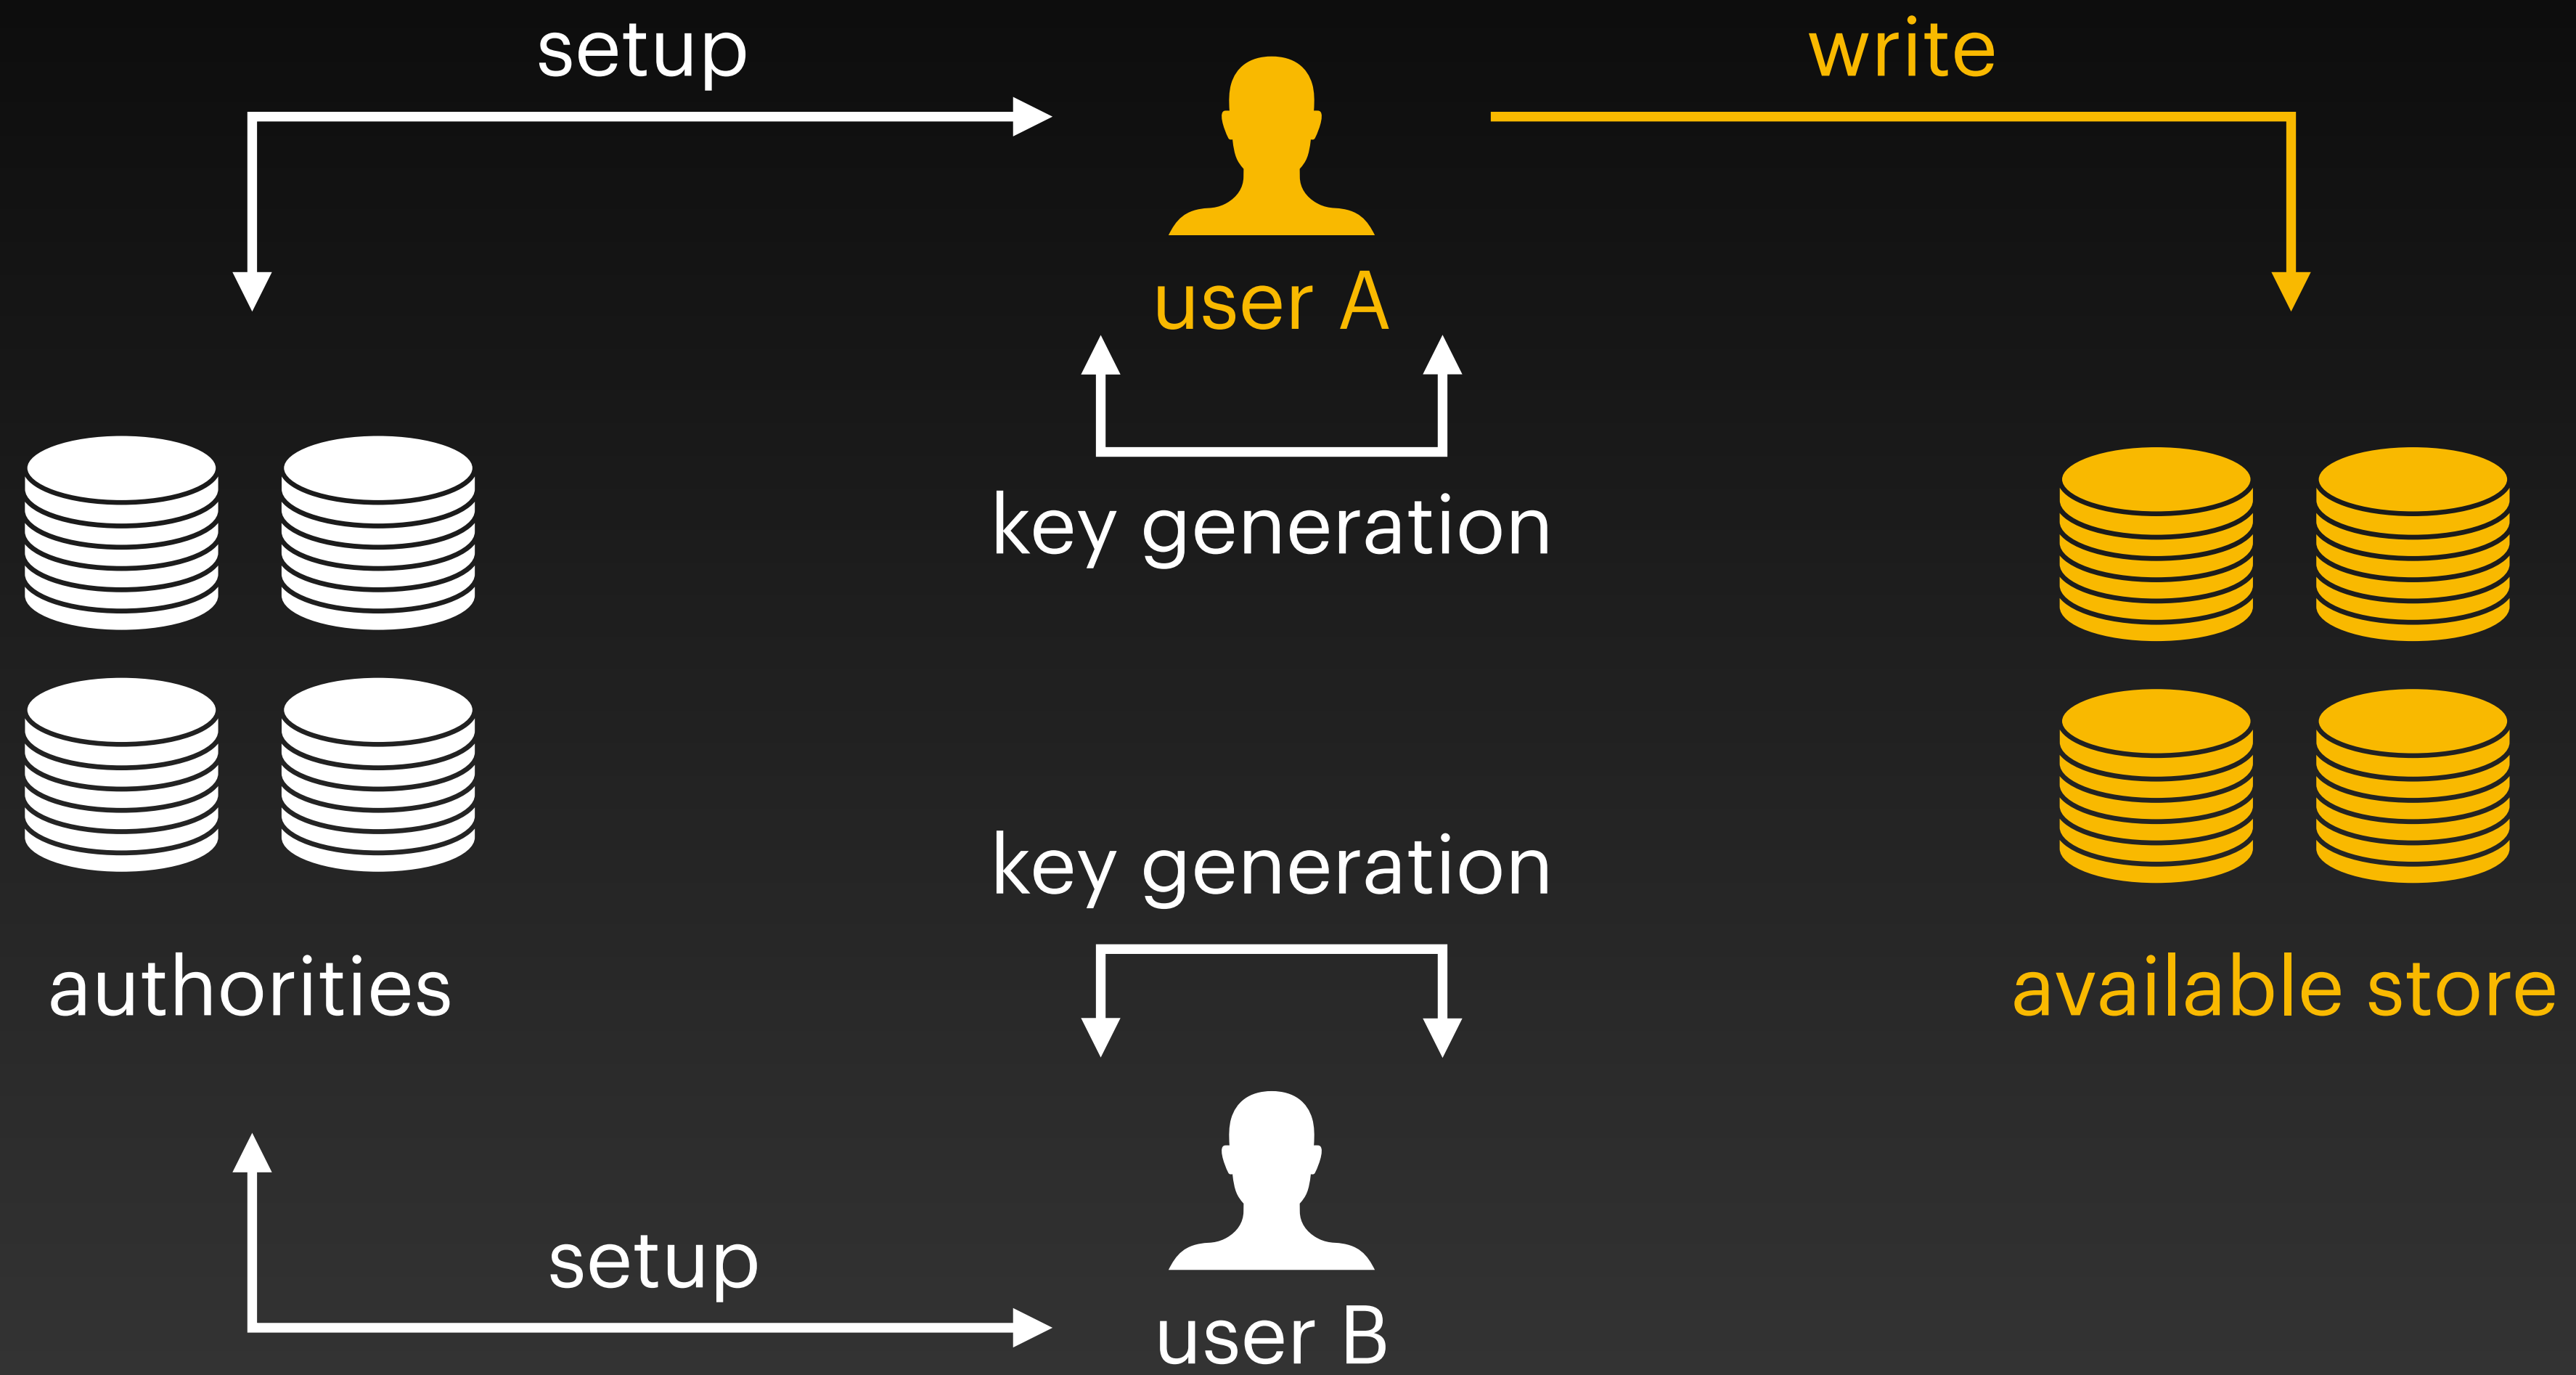 setup
write
user A
key generation
key generation
authorities
available store
setup
user B